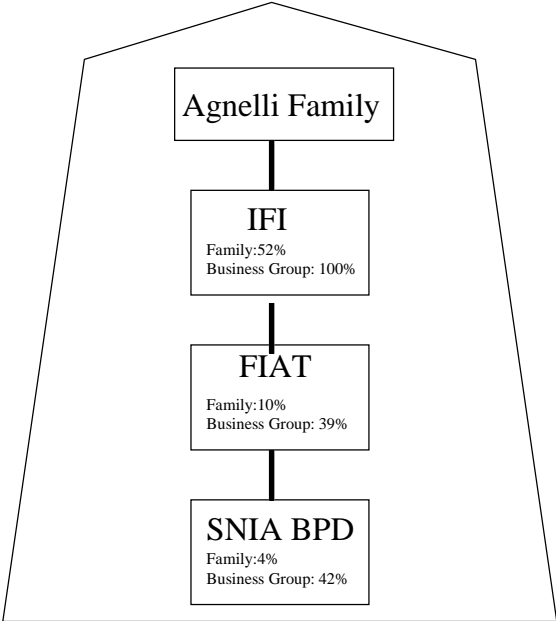 Agnelli Family
IFI
Family:52%
Business Group: 100%
FIAT
Family:10%
Business Group: 39%
SNIA BPD
Family:4%
Business Group: 42%